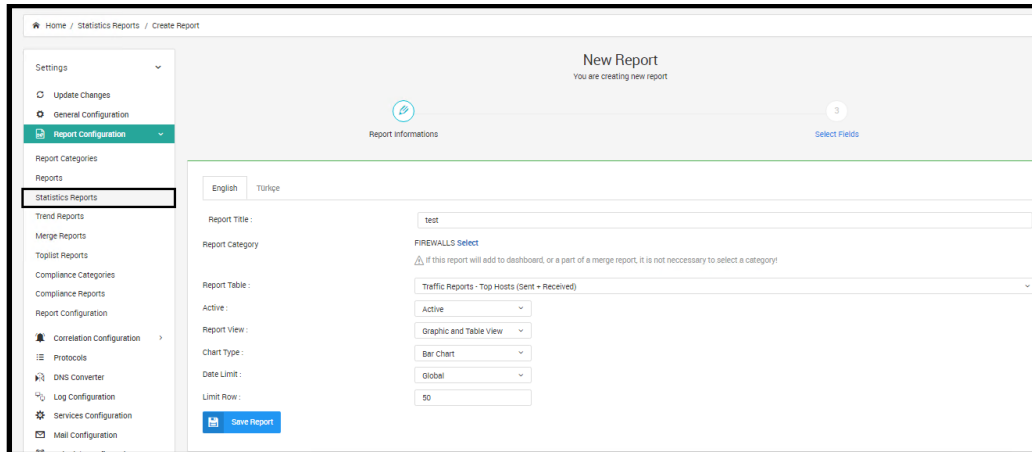 Home / Statistics Reports / Create Report
Settings
Update Changes
General Configuration
Report Configuration
Report Categories
Reports
Statistics Reports
Trend Reports
Merge Reports
Toplist Reports
Compliance Categories
Compliance Reports
Report Configuration
Correlation Configuration
Protocols
DNS Converter
Log Configuration
Services Configuration
Mail Configuration
New Report
You are creating new report
3
Report Informations
Select Fields
English Türkçe
Report Title : test
Report Category FIREWALLS Select
If this report will add to dashboard, or a part of a merge report, it is not neccessary to select a category!
Report Table : Traffic Reports - Top Hosts (Sent + Received)
Active : Active
Report View : Graphic and Table View
Chart Type : Bar Chart
Date Limit : Global
Limit Row : 50
Save Report